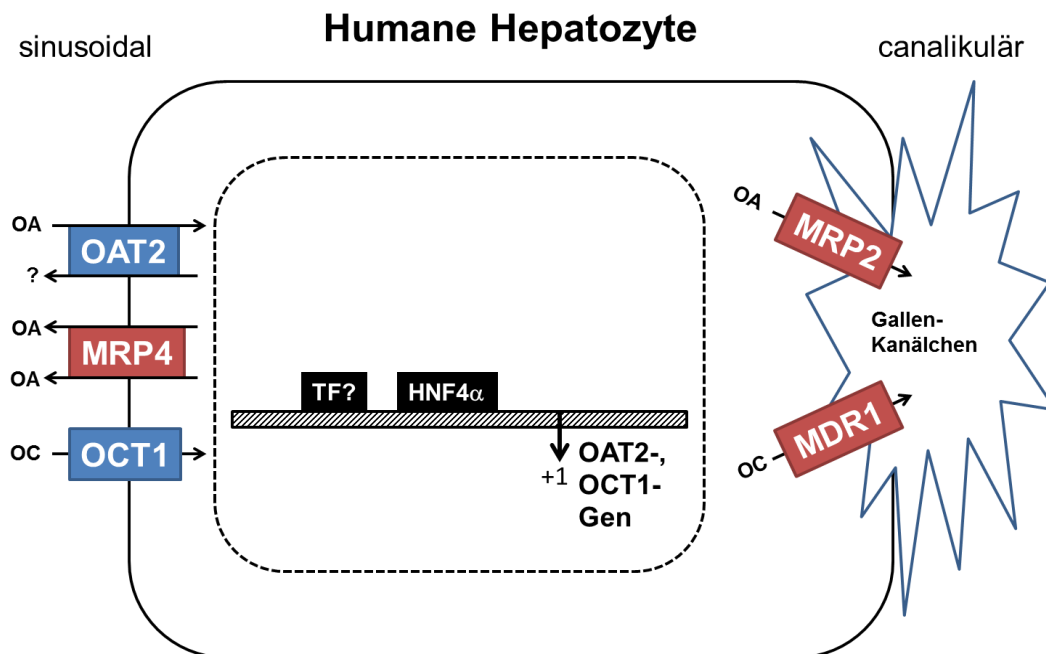 Humane Hepatozyte
sinusoidal
canalikulär
OA
OAT2
?
OA
MRP4
OA
OC
OCT1
TF?
HNF4α
+1
OAT2-,
OCT1-
Gen
OA
MRP2
Gallen-
Kanälchen
OC
MDR1